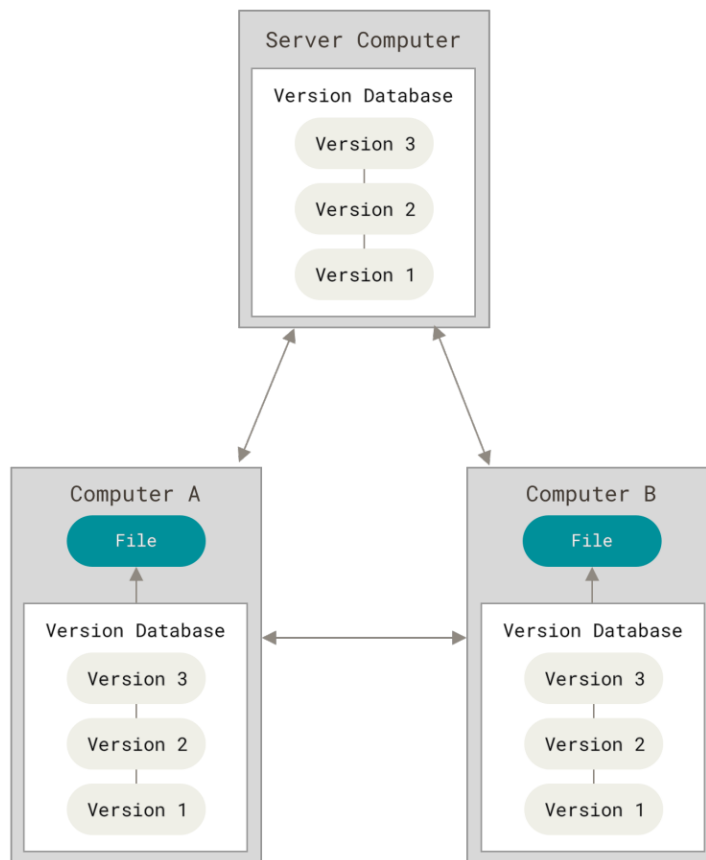 Server Computer
Version Database
Version 3
Version 2
Version 1
Computer A
File
Version Database
Version 3
Version 2
Version 1
Computer B
File
Version Database
Version 3
Version 2
Version 1